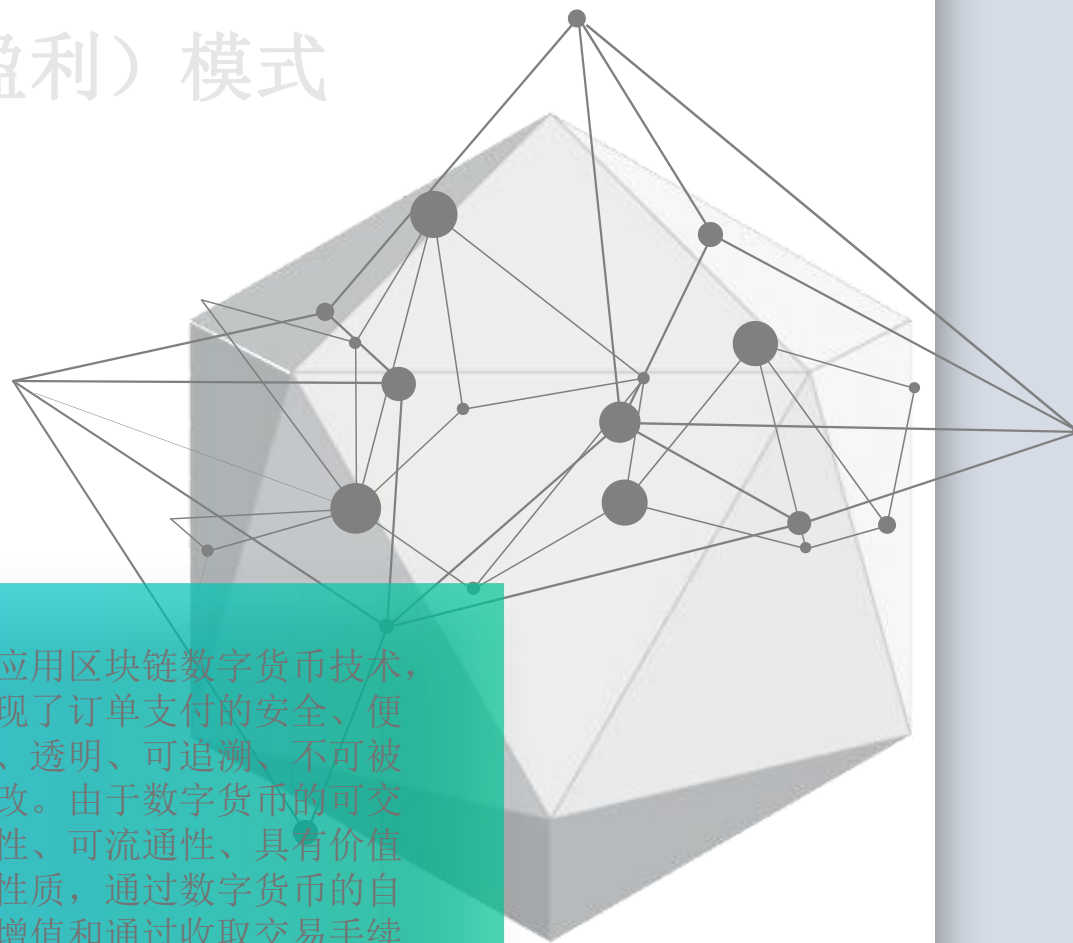 盈利）模式
应用区块链数字货币技术，
现了订单支付的安全、便
、透明、可追溯、不可被
改。由于数字货币的可交
性、可流通性、具有价值
性质，通过数字货币的自
增值和通过收取交易手续